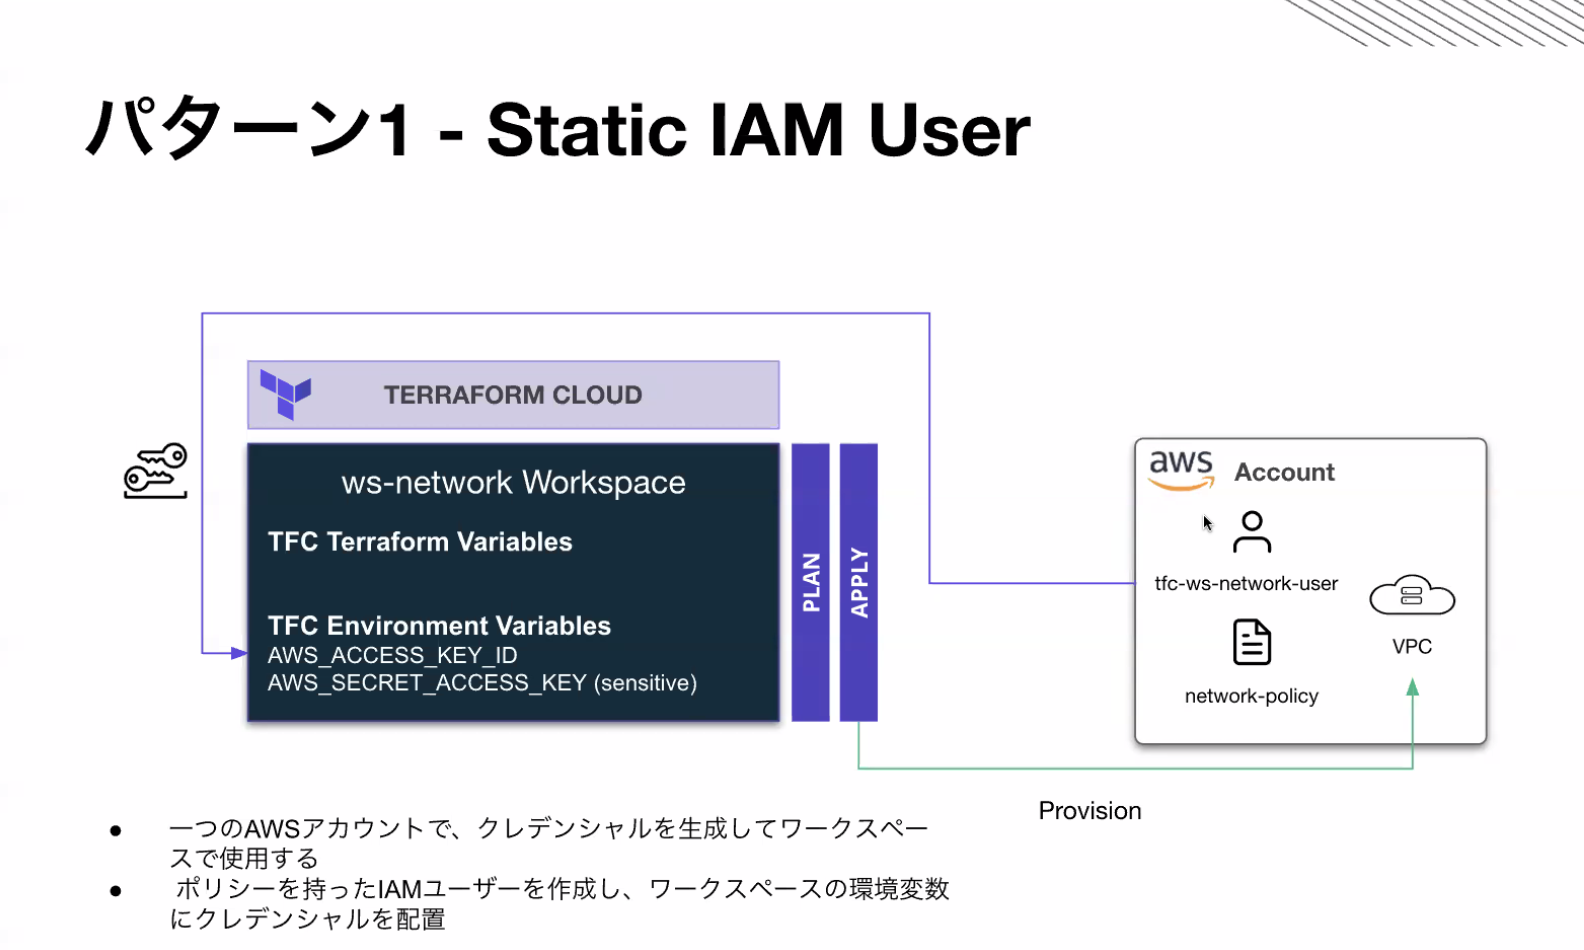 パターン1 - Static IAM User
TERRAFORM CLOUD
ws-network Workspace
TFC Terraform Variables
TFC Environment Variables
AWS_ACCESS_KEY_ID
AWS_SECRET_ACCESS_KEY (sensitive)
PLAN
APPLY
aws Account
tfc-ws-network-user
VPC
network-policy
Provision
● 一つのAWSアカウントで、クレデンシャルを生成してワークスペー
スで使用する
● ポリシーを持ったIAMユーザーを作成し、ワークスペースの環境変数
にクレデンシャルを配置